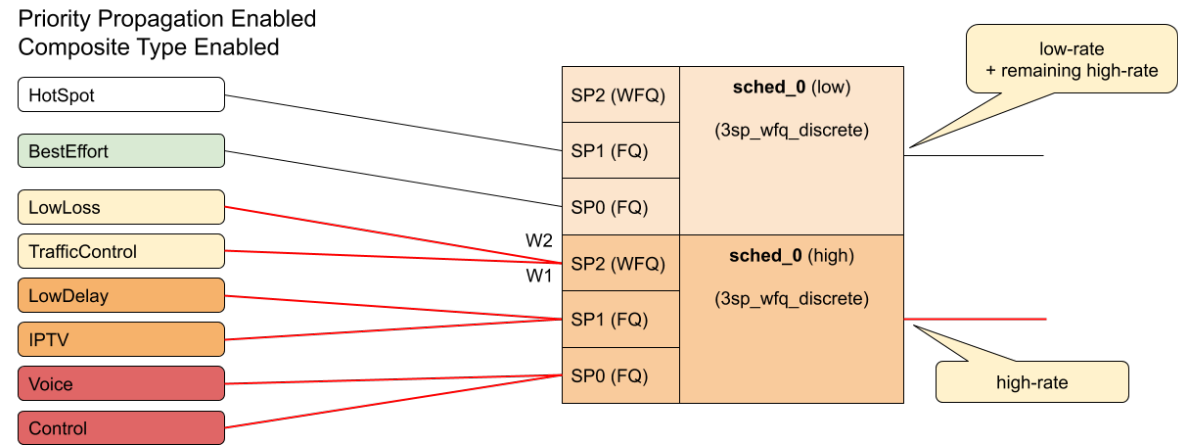 Priority Propagation Enabled
Composite Type Enabled
HotSpot
BestEffort
LowLoss
TrafficControl
LowDelay
IPTV
Voice
Control
W2
W1
SP2 (WFQ)
SP1 (FQ)
SP0 (FQ)
SP2 (WFQ)
SP1 (FQ)
SP0 (FQ)
sched_0 (low)
(3sp_wfq_discrete)
sched_0 (high)
(3sp_wfq_discrete)
low-rate
+ remaining high-rate
high-rate